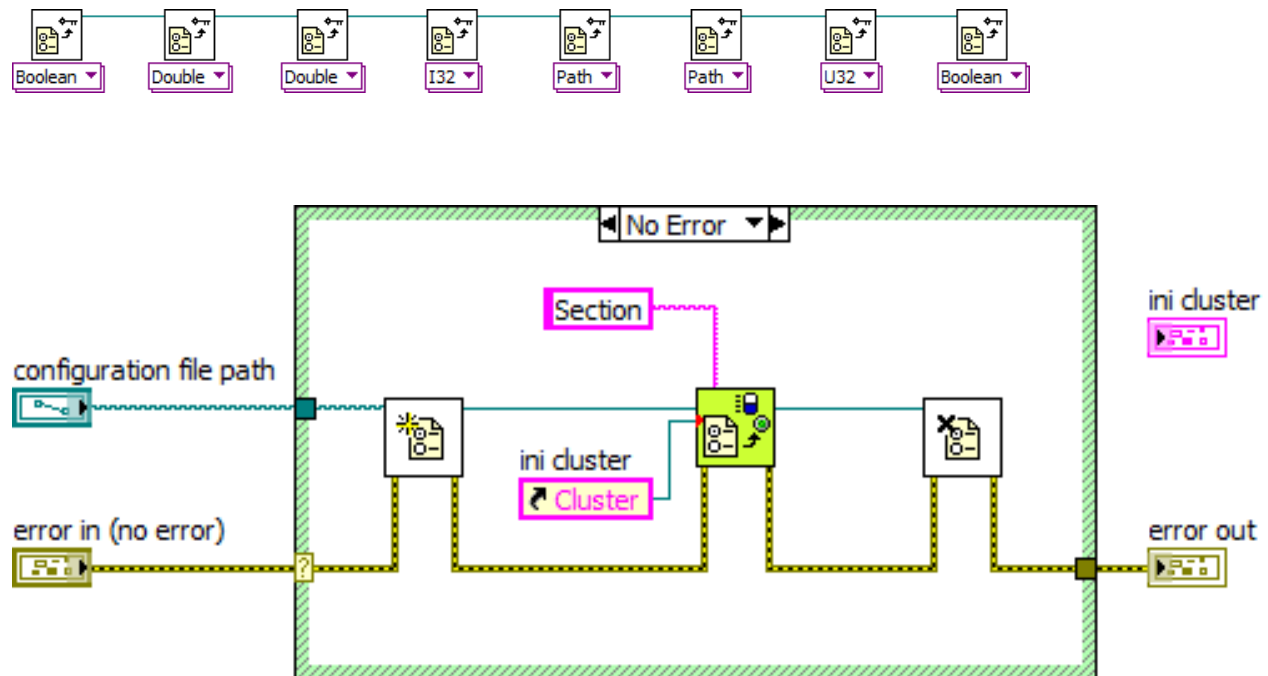 Boolean Double Double I32 Path Path U32 Boolean
No Error
Section
ini cluster
configuration file path
ini cluster
Cluster
error in (no error)
error out
?